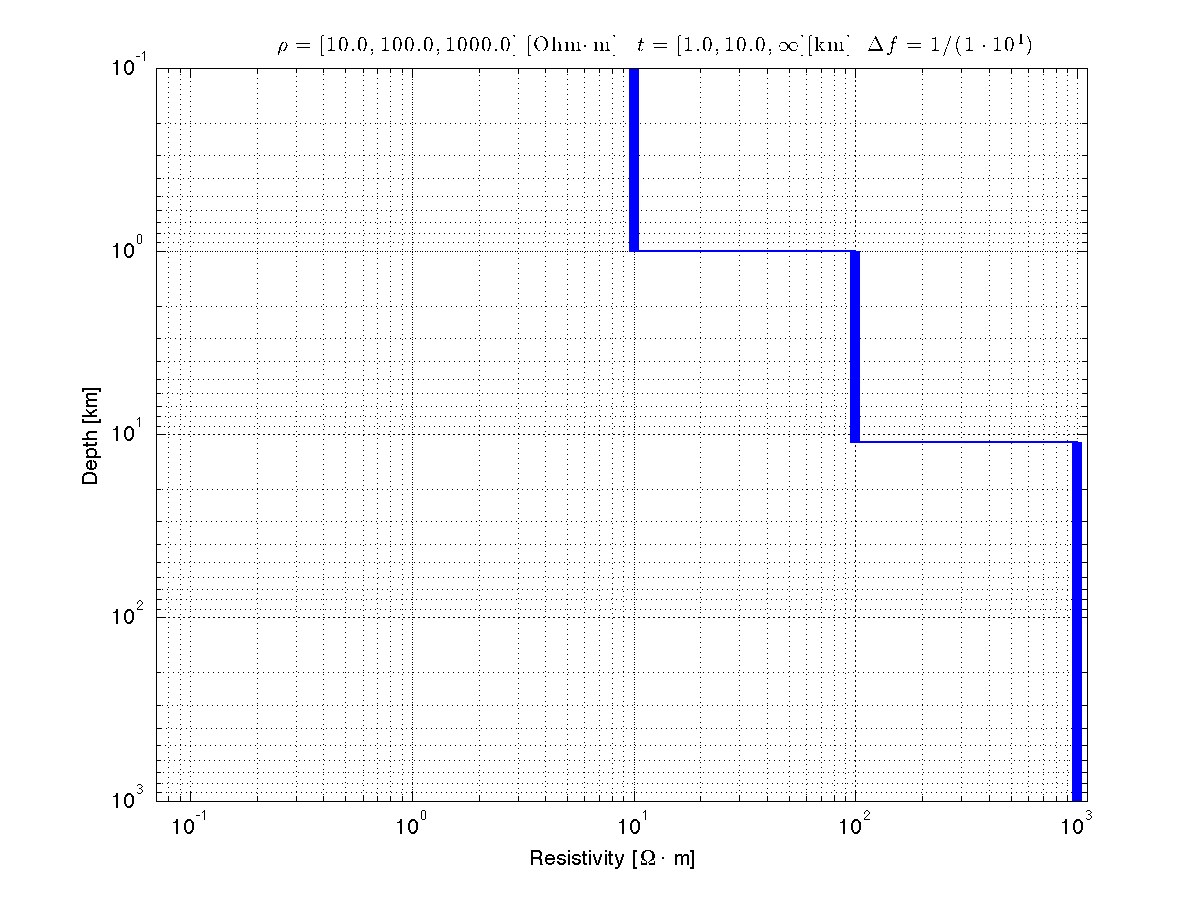 ρ = [10.0, 100.0, 1000.0] [Ohm· m] t = [1.0, 10.0, ∞][km] Δf = 1/(1 · 10¹)
10⁻¹
10⁰
10¹
10²
10³
Depth [km]
10⁻¹ 10⁰ 10¹ 10² 10³
Resistivity [Ω · m]